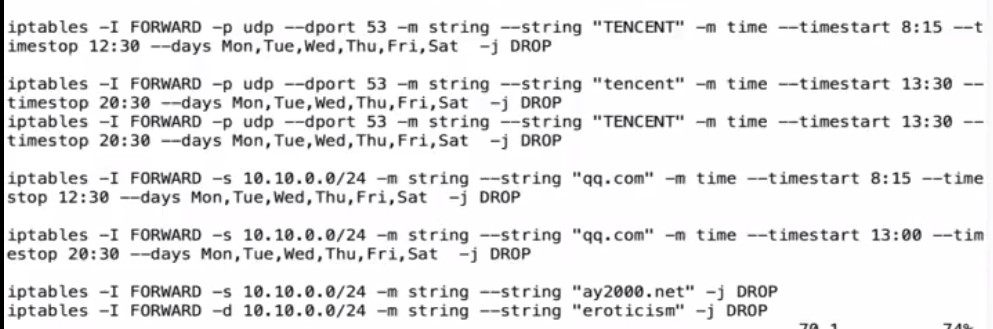 iptables -I FORWARD -p udp --dport 53 -m string --string "TENCENT" -m time --timestart 8:15 --t
imestop 12:30 --days Mon,Tue,Wed,Thu,Fri,Sat  -j DROP
iptables -I FORWARD -p udp --dport 53 -m string --string "tencent" -m time --timestart 13:30 --
timestop 20:30 --days Mon,Tue,Wed,Thu,Fri,Sat  -j DROP
iptables -I FORWARD -p udp --dport 53 -m string --string "TENCENT" -m time --timestart 13:30 --
timestop 20:30 --days Mon,Tue,Wed,Thu,Fri,Sat  -j DROP
iptables -I FORWARD -s 10.10.0.0/24 -m string --string "qq.com" -m time --timestart 8:15 --time
stop 12:30 --days Mon,Tue,Wed,Thu,Fri,Sat  -j DROP
iptables -I FORWARD -s 10.10.0.0/24 -m string --string "qq.com" -m time --timestart 13:00 --tim
estop 20:30 --days Mon,Tue,Wed,Thu,Fri,Sat  -j DROP
iptables -I FORWARD -s 10.10.0.0/24 -m string --string "ay2000.net" -j DROP
iptables -I FORWARD -d 10.10.0.0/24 -m string --string "eroticism" -j DROP